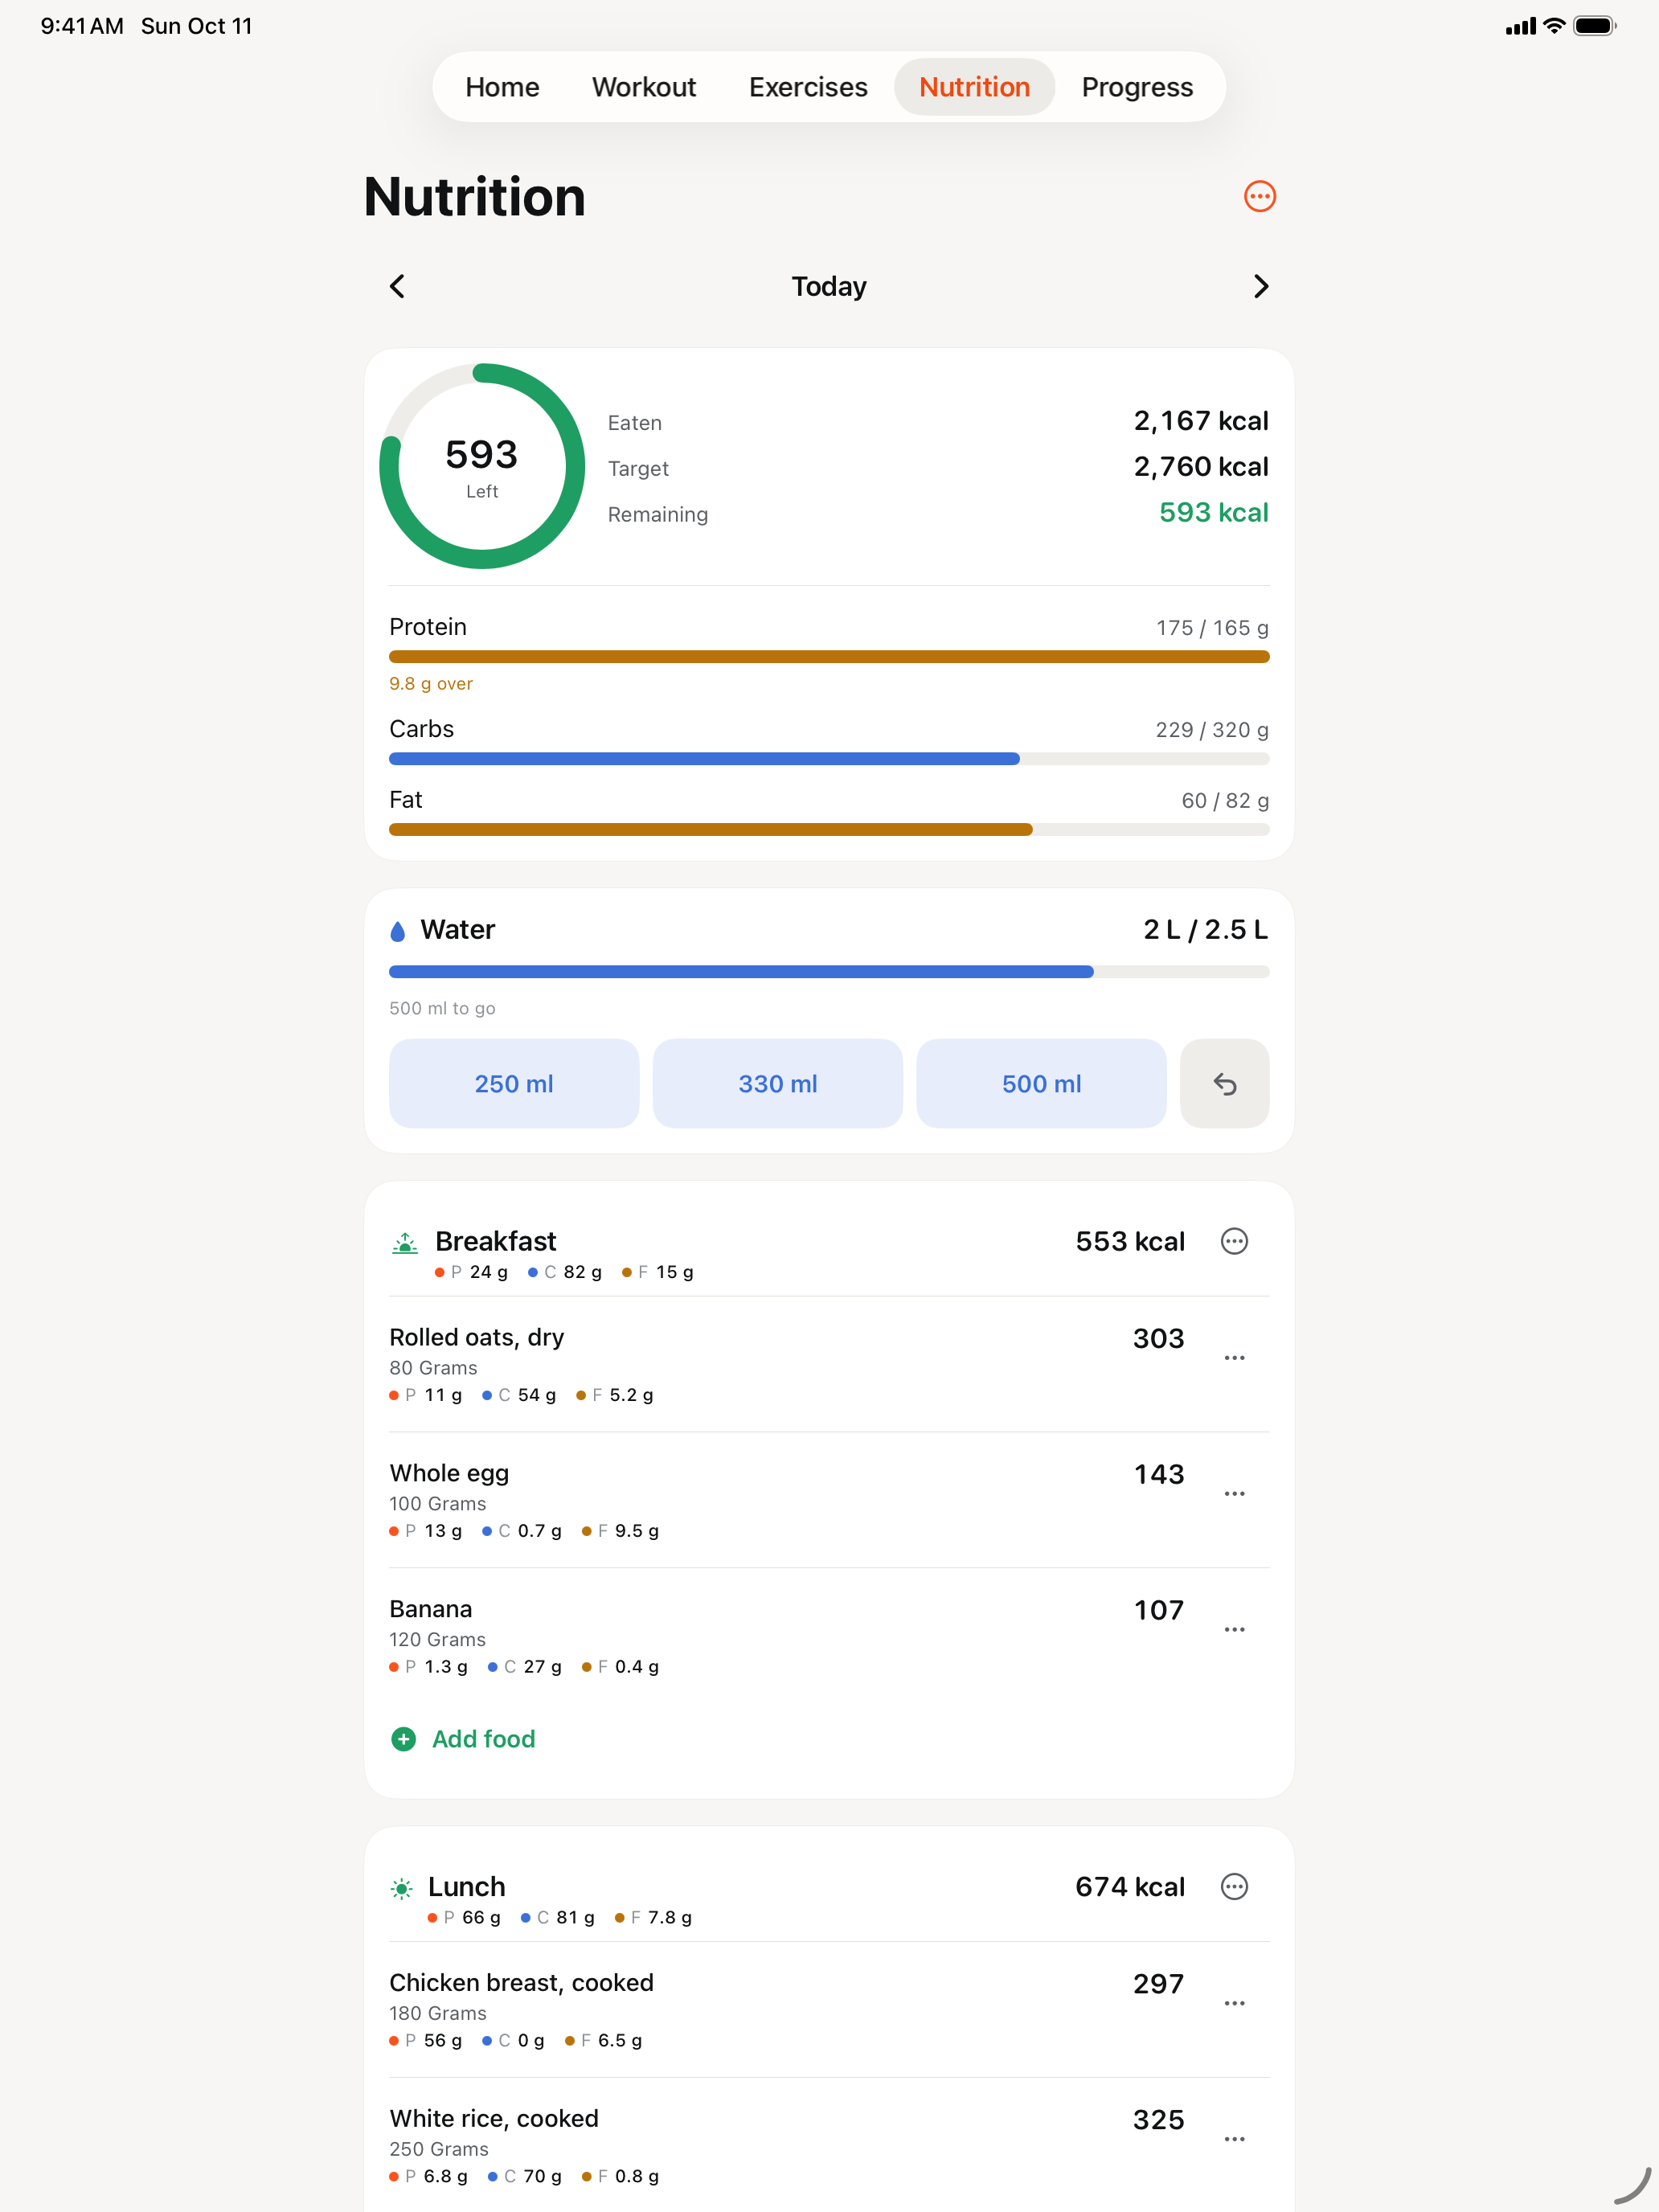 9:41 AM Sun Oct 11
Home Workout Exercises Nutrition Progress
Nutrition
Today
593
Left
Eaten 2,167 kcal
Target 2,760 kcal
Remaining 593 kcal
Protein 175 / 165 g
9.8 g over
Carbs 229 / 320 g
Fat 60 / 82 g
Water 2 L / 2.5 L
500 ml to go
250 ml 330 ml 500 ml
Breakfast 553 kcal
P 24 g C 82 g F 15 g
Rolled oats, dry 303
80 Grams
P 11 g C 54 g F 5.2 g
Whole egg 143
100 Grams
P 13 g C 0.7 g F 9.5 g
Banana 107
120 Grams
P 1.3 g C 27 g F 0.4 g
Add food
Lunch 674 kcal
P 66 g C 81 g F 7.8 g
Chicken breast, cooked 297
180 Grams
P 56 g C 0 g F 6.5 g
White rice, cooked 325
250 Grams
P 6.8 g C 70 g F 0.8 g